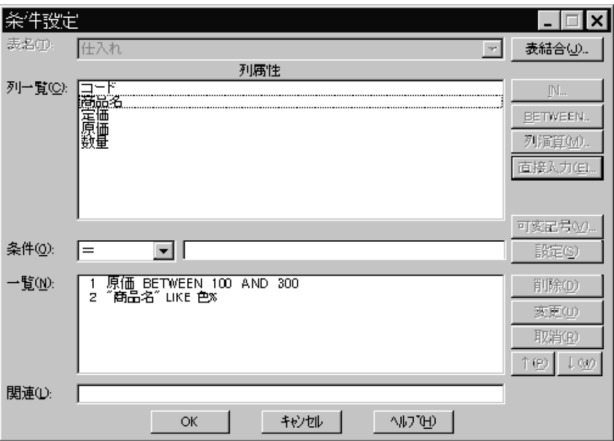 条件設定
表名(T):
仕入れ
表結合(J)...
列属性
列一覧(C):
コード
商品名
定価
原価
数量
IN...
BETWEEN...
列演算(M)...
直接入力(E)...
可変記号(V)...
条件(Q):
=
設定(S)
一覧(N):
1 原価 BETWEEN 100 AND 300
2 "商品名" LIKE 色%
削除(D)
変更(U)
取消(R)
↑(P)
↓(W)
関連(L):
OK
キャンセル
ヘルプ(H)